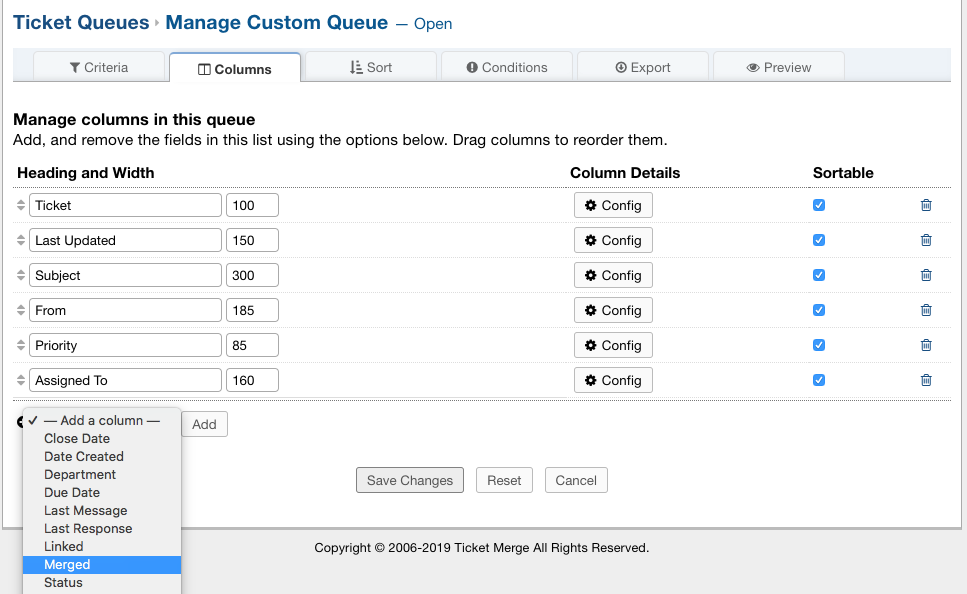 Ticket Queues › Manage Custom Queue — Open
Criteria Columns Sort Conditions Export Preview
Manage columns in this queue
Add, and remove the fields in this list using the options below. Drag columns to reorder them.
Heading and Width Column Details Sortable
Ticket 100 Config
Last Updated 150 Config
Subject 300 Config
From 185 Config
Priority 85 Config
Assigned To 160 Config
✓ — Add a column — Add
Close Date
Date Created
Department
Due Date
Last Message
Last Response
Linked
Merged
Status
Save Changes Reset Cancel
Copyright © 2006-2019 Ticket Merge All Rights Reserved.